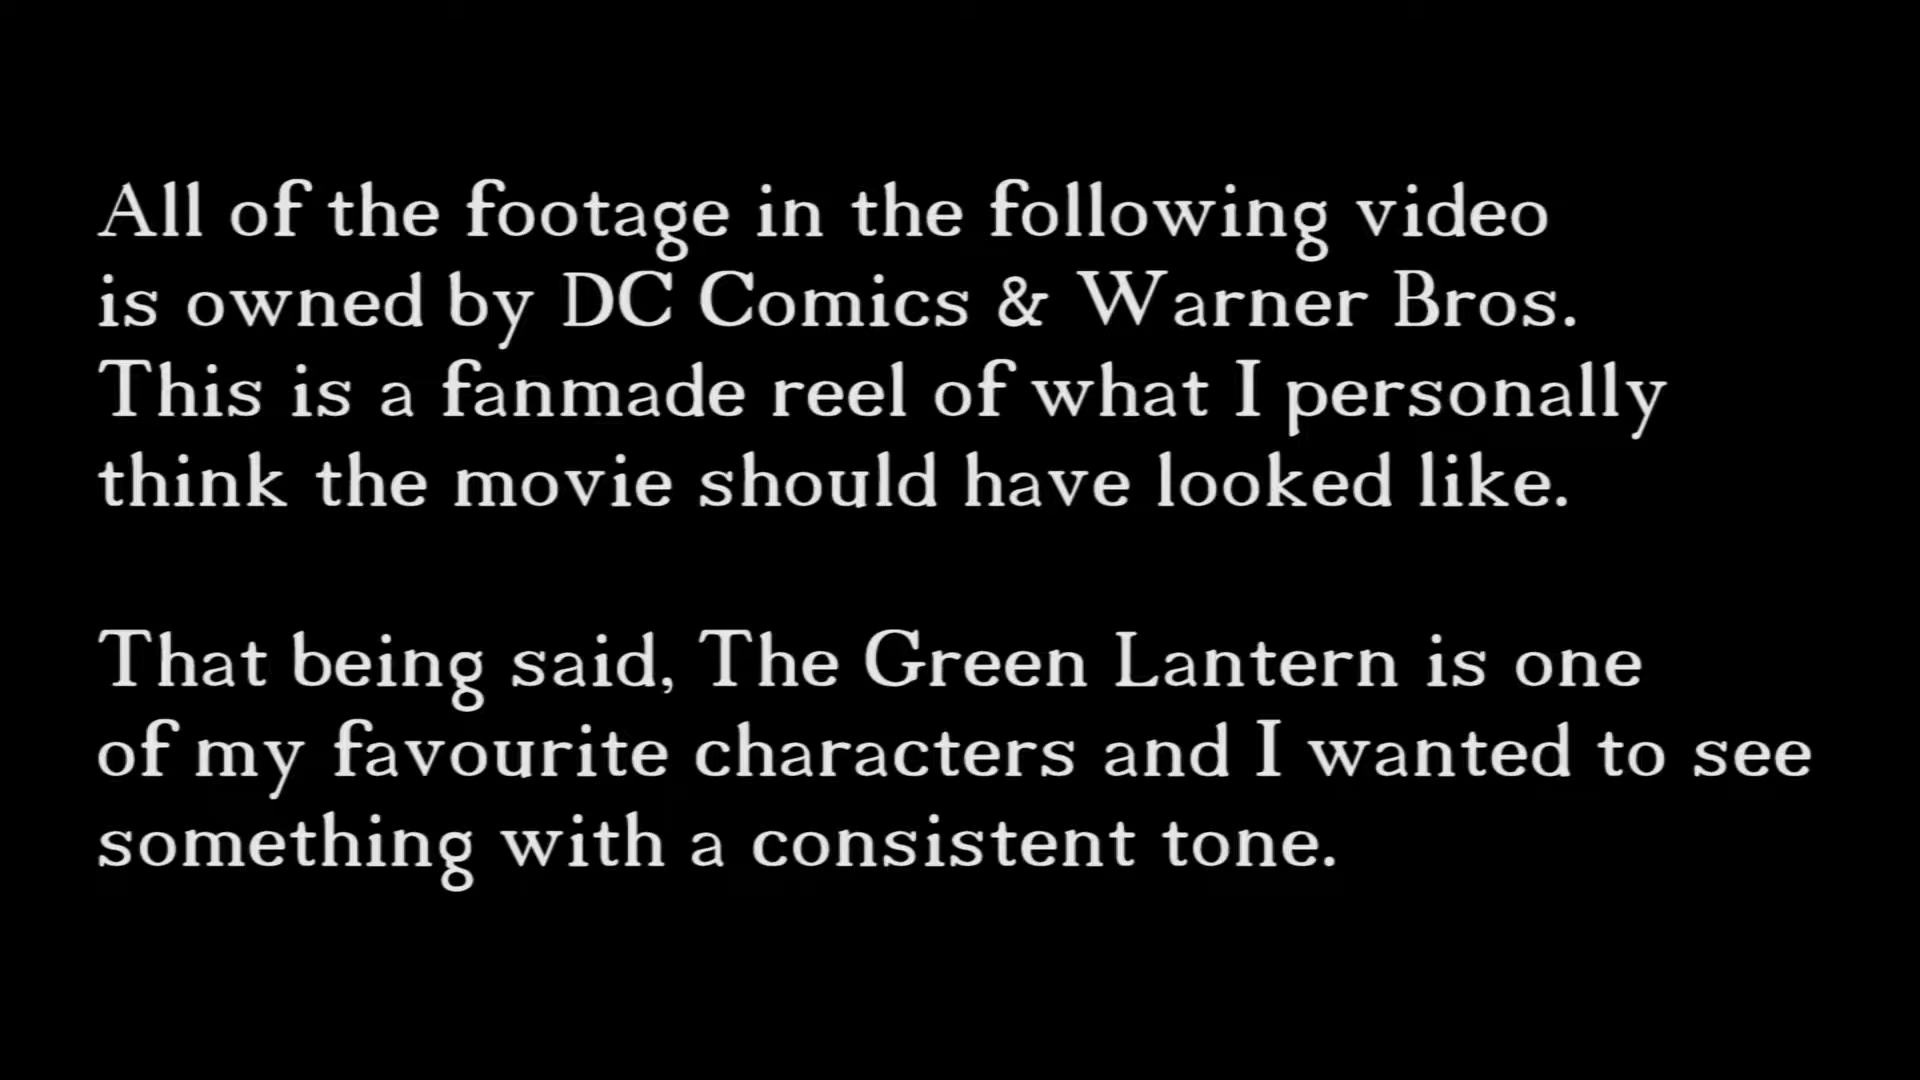 All of the footage in the following video
is owned by DC Comics & Warner Bros.
This is a fanmade reel of what I personally
think the movie should have looked like.
That being said, The Green Lantern is one
of my favourite characters and I wanted to see
something with a consistent tone.